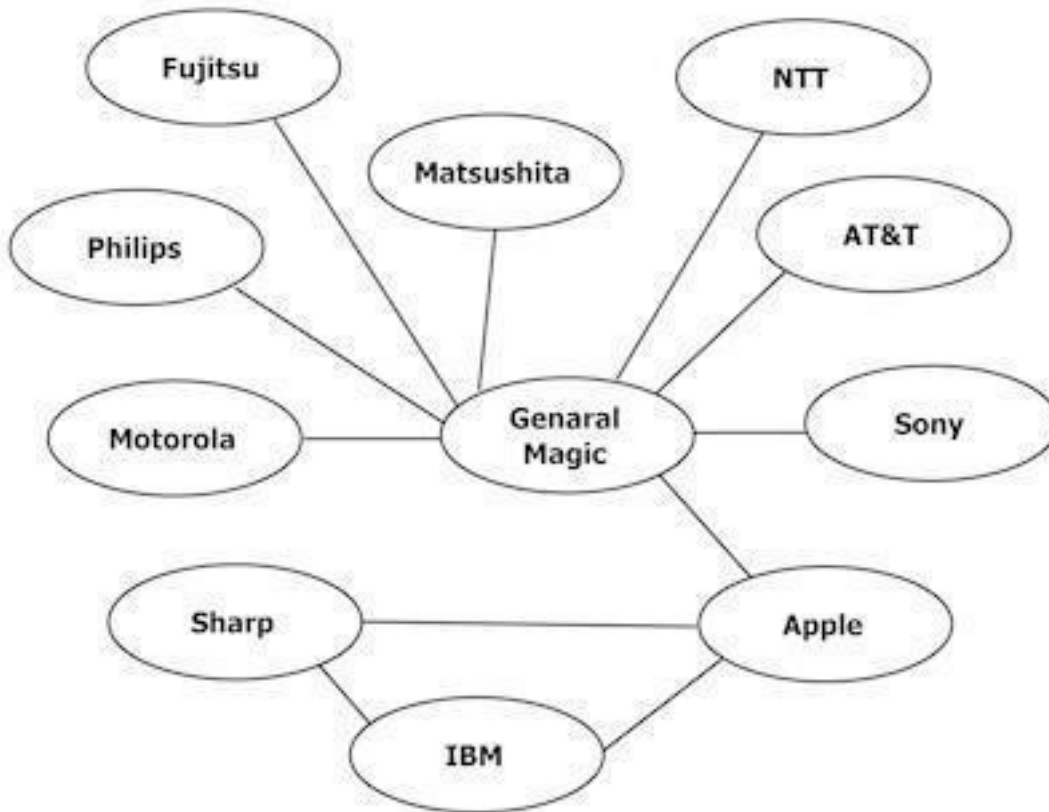 Fujitsu
NTT
Matsushita
AT&T
Philips
Genaral
Magic
Sony
Motorola
Sharp
Apple
IBM